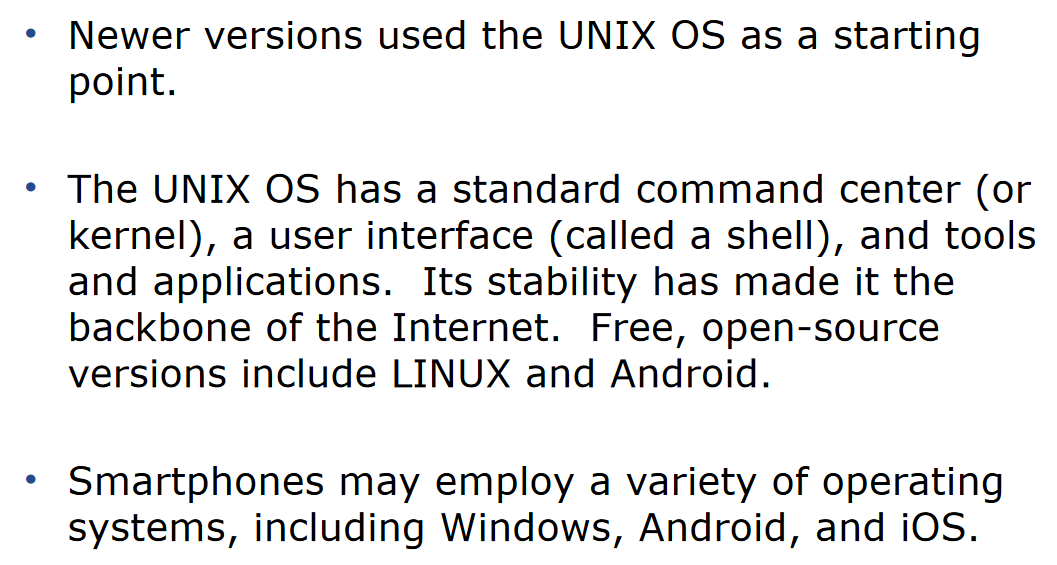 • Newer versions used the UNIX OS as a starting
point.
• The UNIX OS has a standard command center (or
kernel), a user interface (called a shell), and tools
and applications.  Its stability has made it the
backbone of the Internet.  Free, open-source
versions include LINUX and Android.
• Smartphones may employ a variety of operating
systems, including Windows, Android, and iOS.